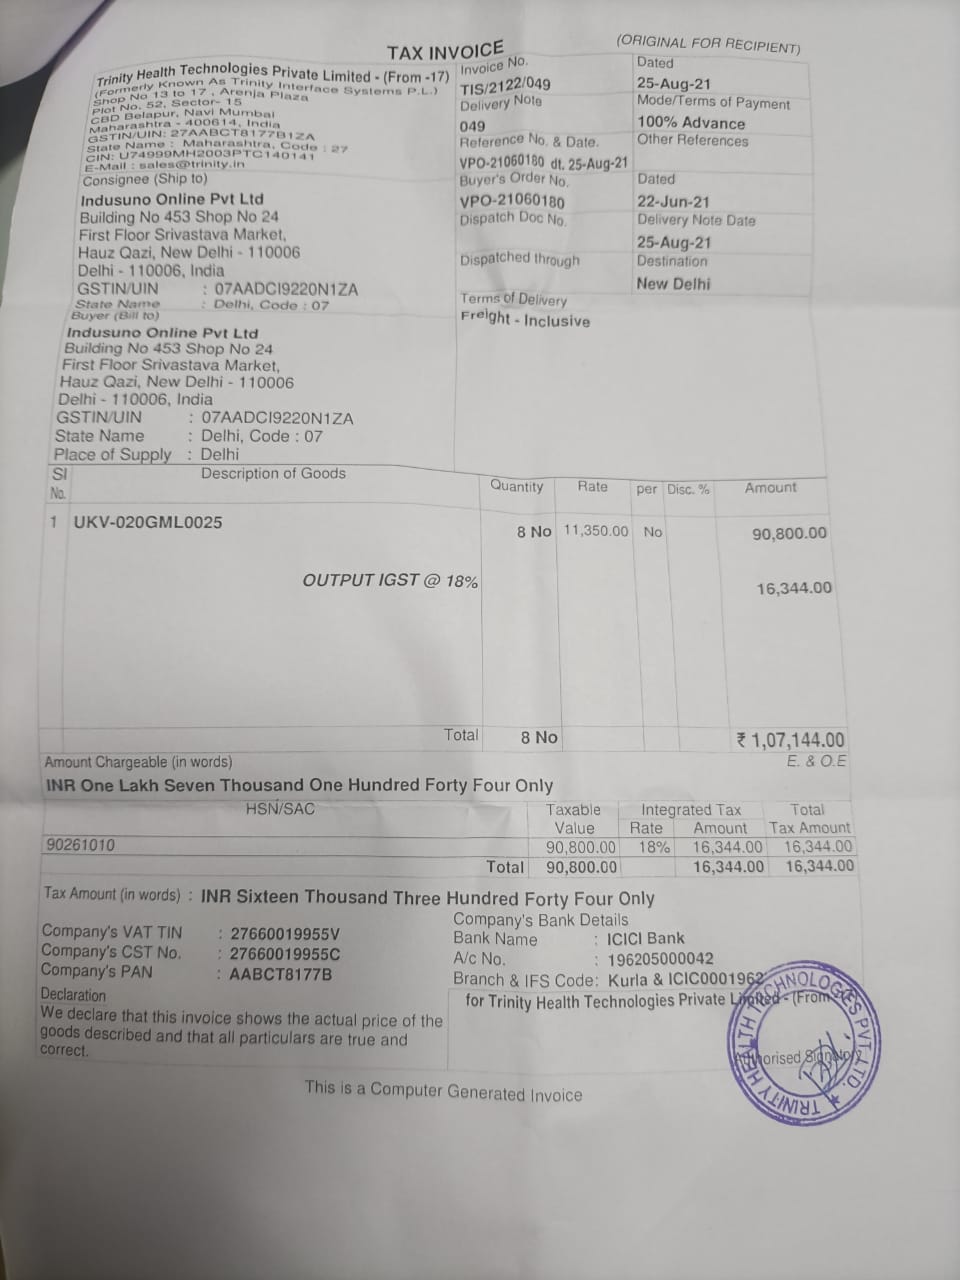 TAX INVOICE
(ORIGINAL FOR RECIPIENT)
Trinity Health Technologies Private Limited - (From -17)
(Formerly Known As Trinity Interface Systems P.L.)
Shop No 13 to 17 , Arenja Plaza
Plot No. 52, Sector- 15
CBD Belapur, Navi Mumbai
Maharashtra - 400614, India
GSTIN/UIN: 27AABCT8177B1ZA
State Name : Maharashtra, Code : 27
CIN: U74999MH2003PTC140141
E-Mail : sales@trinity.in
Invoice No.
TIS/2122/049
Dated
25-Aug-21
Delivery Note
049
Mode/Terms of Payment
100% Advance
Reference No. & Date.
VPO-21060180 dt. 25-Aug-21
Other References
Buyer's Order No.
VPO-21060180
Dated
22-Jun-21
Dispatch Doc No.
Delivery Note Date
25-Aug-21
Dispatched through
Destination
New Delhi
Terms of Delivery
Freight - Inclusive
Consignee (Ship to)
Indusuno Online Pvt Ltd
Building No 453 Shop No 24
First Floor Srivastava Market,
Hauz Qazi, New Delhi - 110006
Delhi - 110006, India
GSTIN/UIN : 07AADCI9220N1ZA
State Name : Delhi, Code : 07
Buyer (Bill to)
Indusuno Online Pvt Ltd
Building No 453 Shop No 24
First Floor Srivastava Market,
Hauz Qazi, New Delhi - 110006
Delhi - 110006, India
GSTIN/UIN : 07AADCI9220N1ZA
State Name : Delhi, Code : 07
Place of Supply : Delhi
Sl No. Description of Goods Quantity Rate per Disc. % Amount
1 UKV-020GML0025 8 No 11,350.00 No 90,800.00
OUTPUT IGST @ 18% 16,344.00
Total 8 No ₹ 1,07,144.00
Amount Chargeable (in words) E. & O.E
INR One Lakh Seven Thousand One Hundred Forty Four Only
HSN/SAC Taxable Integrated Tax Total
Value Rate Amount Tax Amount
90261010 90,800.00 18% 16,344.00 16,344.00
Total 90,800.00 16,344.00 16,344.00
Tax Amount (in words) : INR Sixteen Thousand Three Hundred Forty Four Only
Company's VAT TIN : 27660019955V
Company's CST No. : 27660019955C
Company's PAN : AABCT8177B
Company's Bank Details
Bank Name : ICICI Bank
A/c No. : 196205000042
Branch & IFS Code: Kurla & ICIC0001962
Declaration
We declare that this invoice shows the actual price of the
goods described and that all particulars are true and
correct.
for Trinity Health Technologies Private Limited - (From
Authorised
TRINITY HEALTH TECHNOLOGIES PVT. LTD.
This is a Computer Generated Invoice